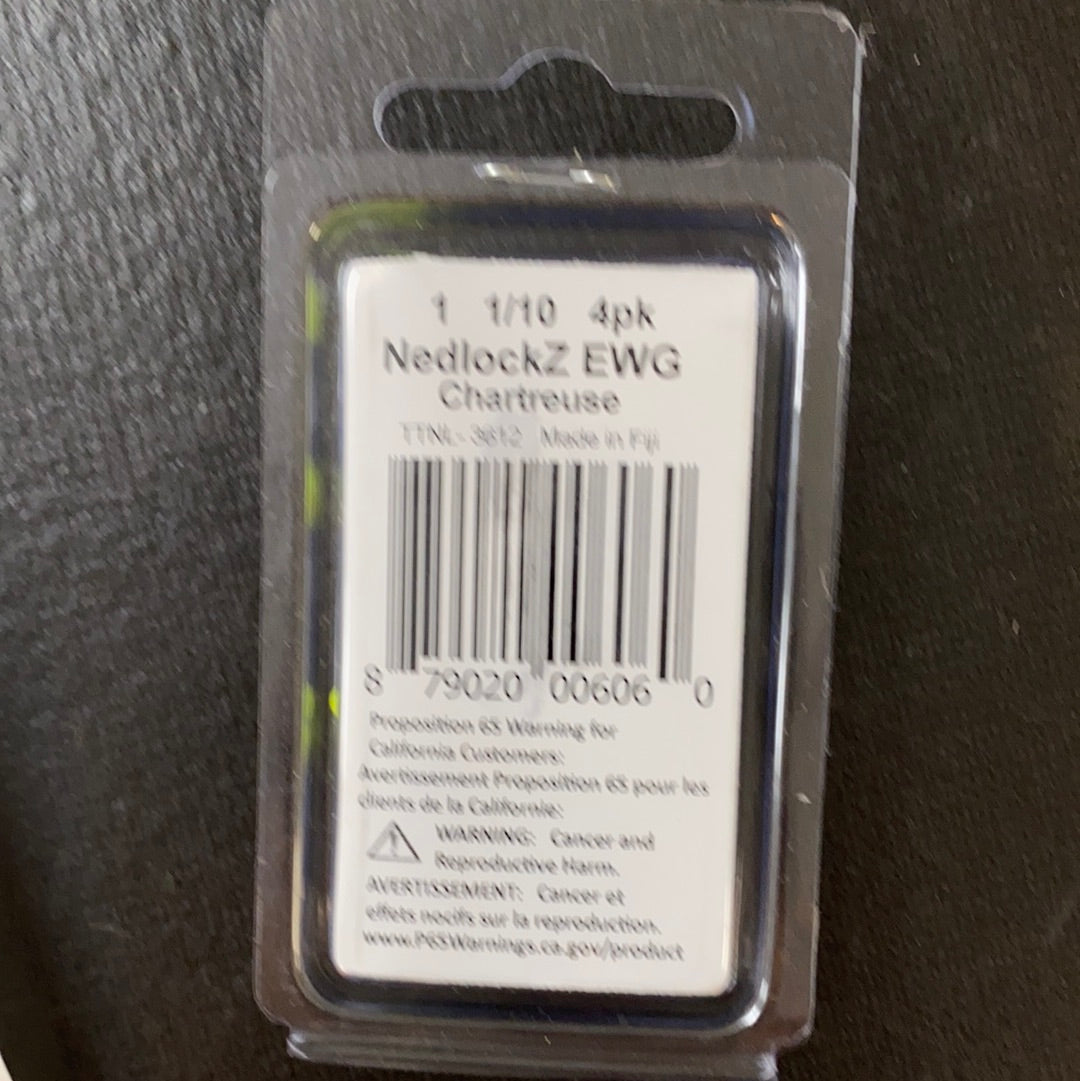 1 1/10 4pk
NedlockZ EWG
Chartreuse
TTNL- 3612 Made in Fiji
8 79020 00606 0
Proposition 65 Warning for
California Customers:
Avertissement Proposition 65 pour les
clients de la Californie:
WARNING: Cancer and
Reproductive Harm.
AVERTISSEMENT: Cancer et
effets nocifs sur la reproduction.
www.P65Warnings.ca.gov/product